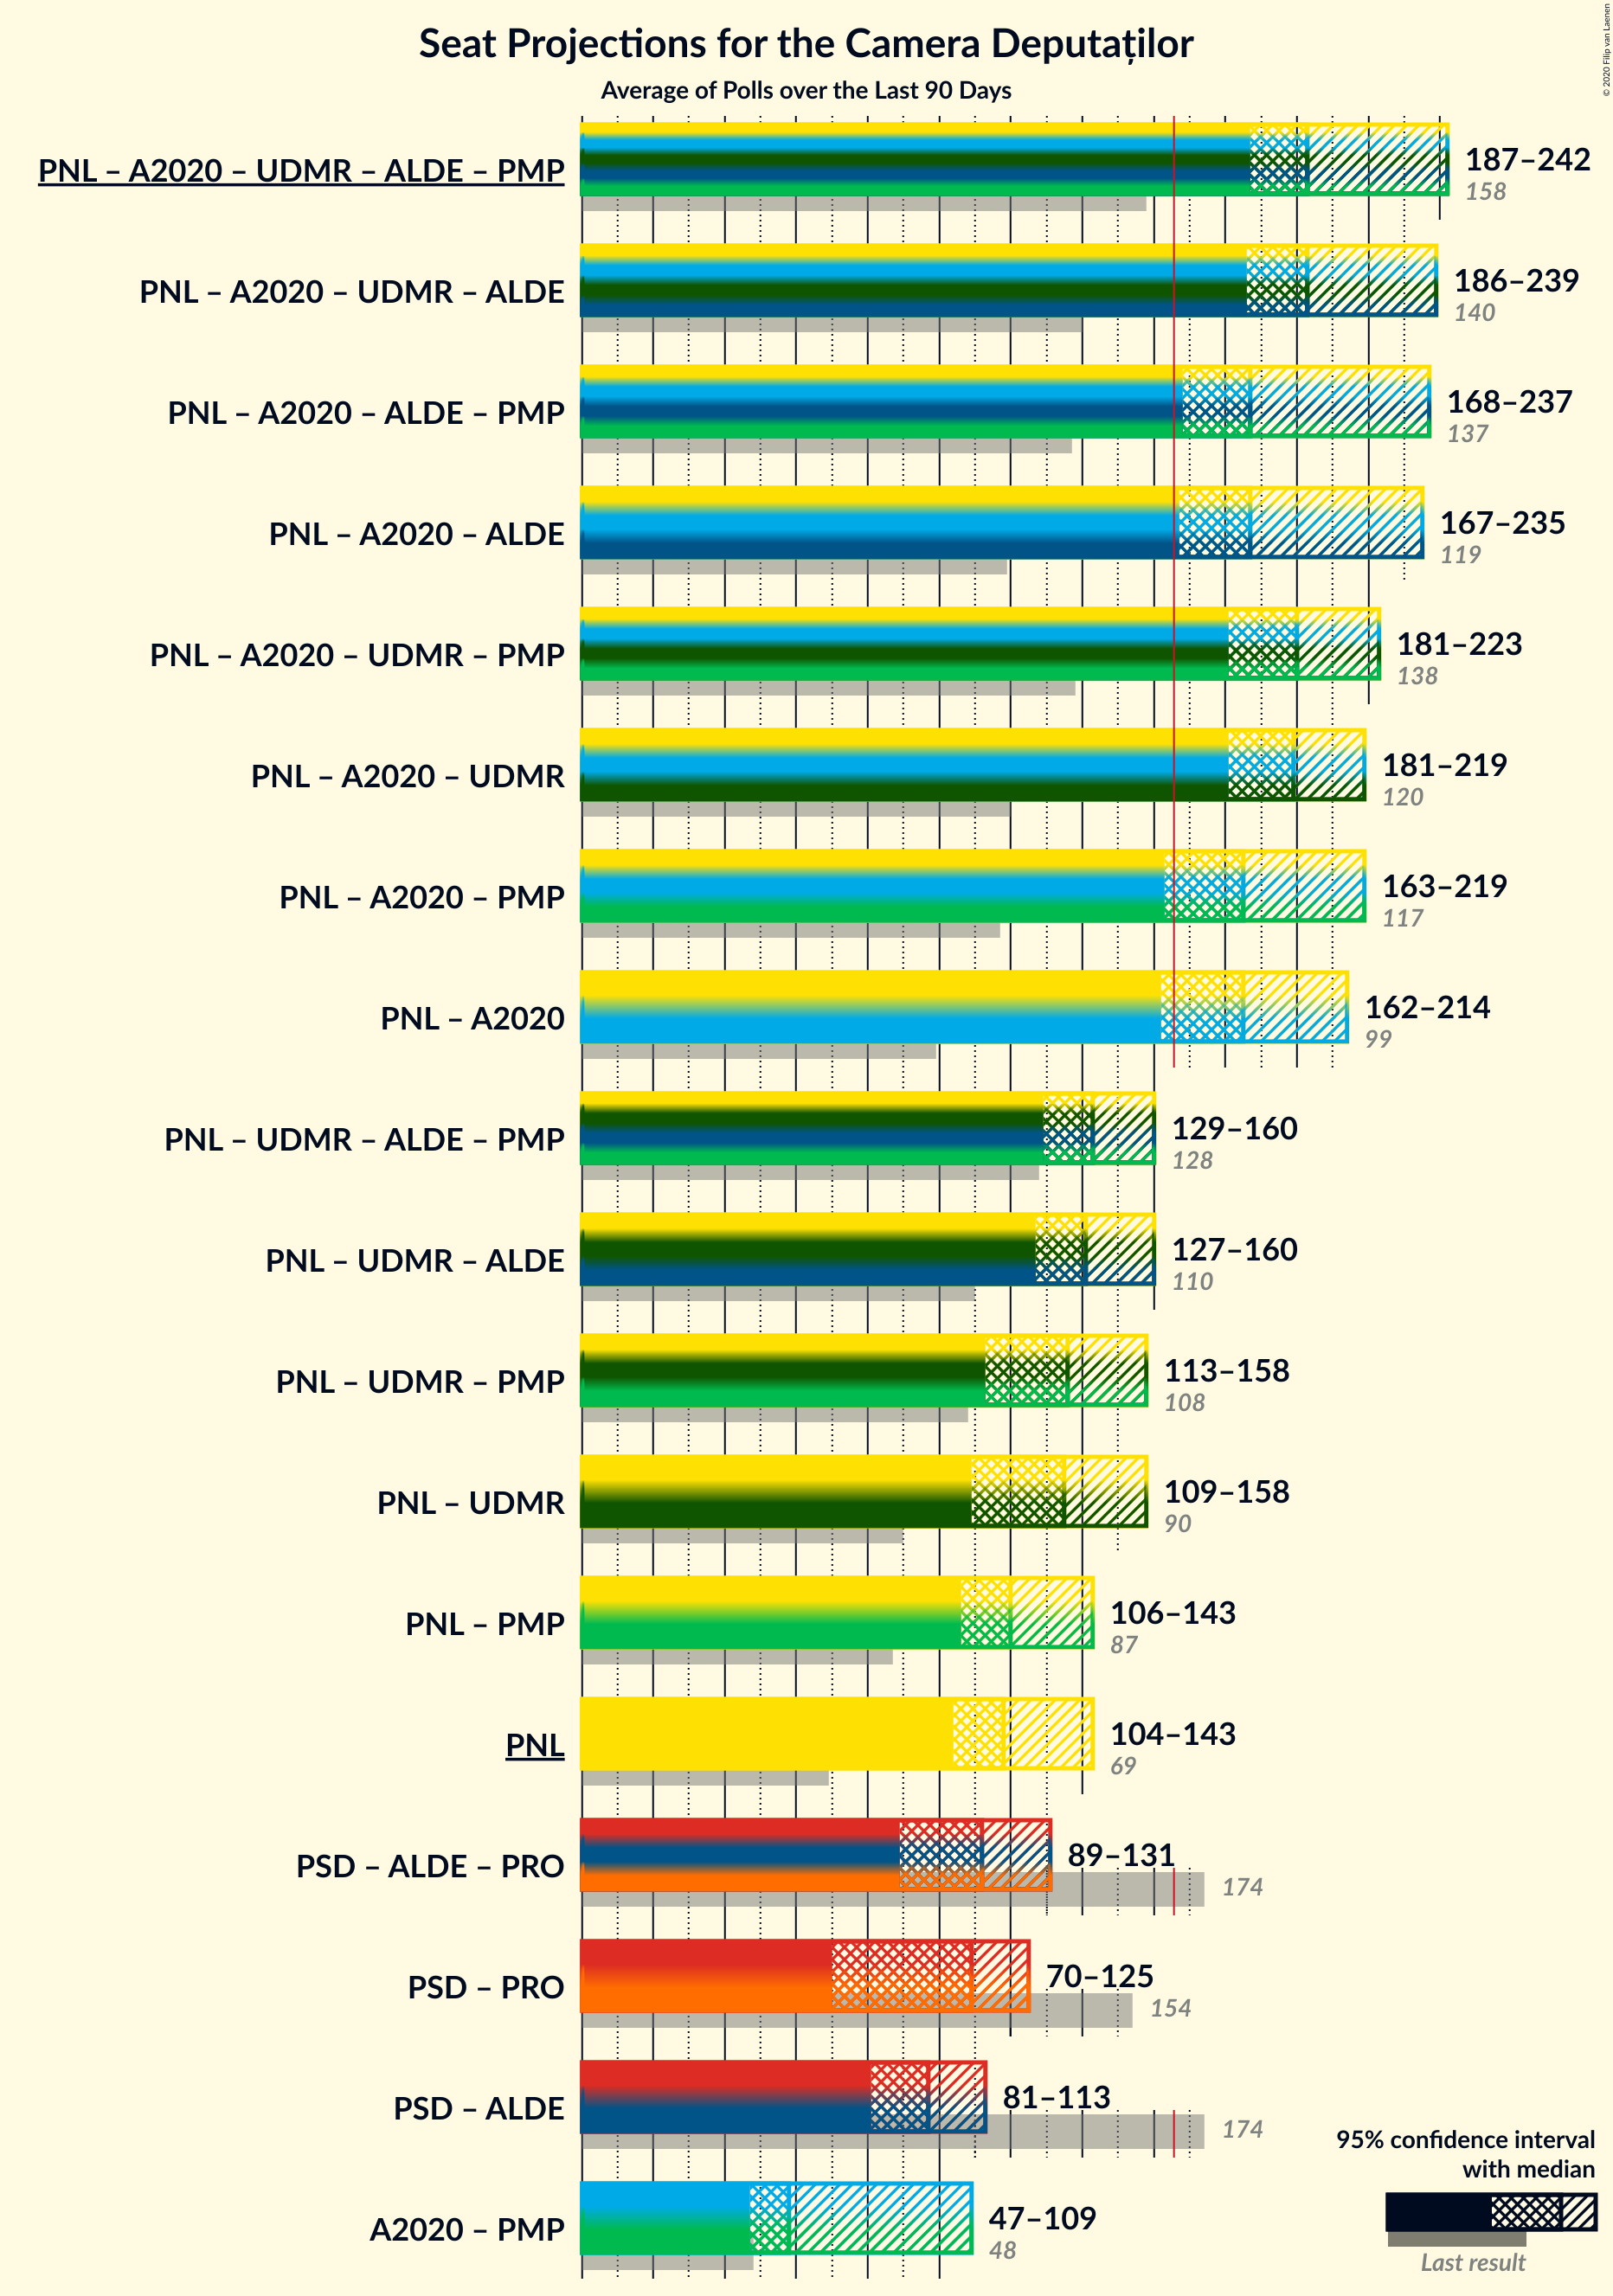 Seat Projections for the Camera Deputaților
Average of Polls over the Last 90 Days
© 2020 Filip van Laenen
PNL – A2020 – UDMR – ALDE – PMP
187–242
158
PNL – A2020 – UDMR – ALDE
186–239
140
PNL – A2020 – ALDE – PMP
168–237
137
PNL – A2020 – ALDE
167–235
119
PNL – A2020 – UDMR – PMP
181–223
138
PNL – A2020 – UDMR
181–219
120
PNL – A2020 – PMP
163–219
117
PNL – A2020
162–214
99
PNL – UDMR – ALDE – PMP
129–160
128
PNL – UDMR – ALDE
127–160
110
PNL – UDMR – PMP
113–158
108
PNL – UDMR
109–158
90
PNL – PMP
106–143
87
PNL
104–143
69
PSD – ALDE – PRO
89–131
174
PSD – PRO
70–125
154
PSD – ALDE
81–113
174
A2020 – PMP
47–109
48
95% confidence interval
with median
Last result